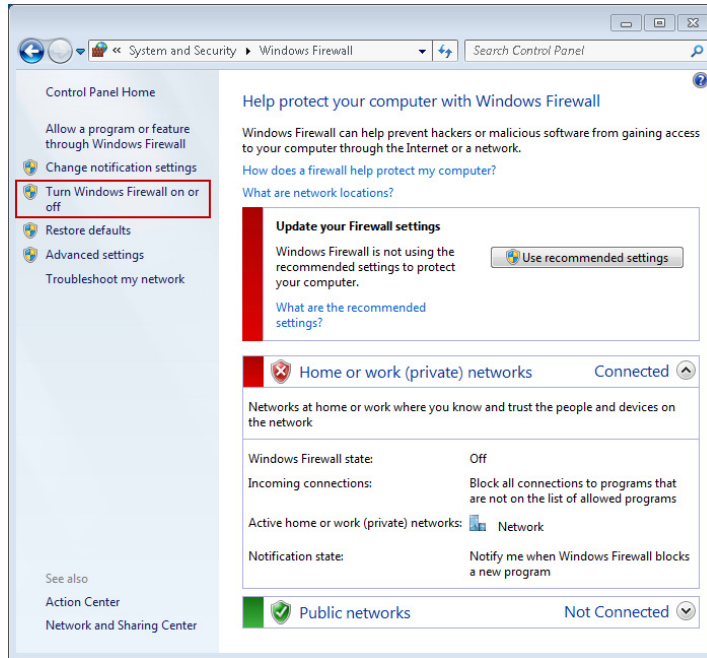 « System and Security ▸ Windows Firewall
Search Control Panel
Control Panel Home
Allow a program or feature
through Windows Firewall
Change notification settings
Turn Windows Firewall on or
off
Restore defaults
Advanced settings
Troubleshoot my network
See also
Action Center
Network and Sharing Center
Help protect your computer with Windows Firewall
Windows Firewall can help prevent hackers or malicious software from gaining access
to your computer through the Internet or a network.
How does a firewall help protect my computer?
What are network locations?
Update your Firewall settings
Windows Firewall is not using the
recommended settings to protect
your computer.
Use recommended settings
What are the recommended
settings?
Home or work (private) networks Connected
Networks at home or work where you know and trust the people and devices on
the network
Windows Firewall state: Off
Incoming connections: Block all connections to programs that
are not on the list of allowed programs
Active home or work (private) networks: Network
Notification state: Notify me when Windows Firewall blocks
a new program
Public networks Not Connected